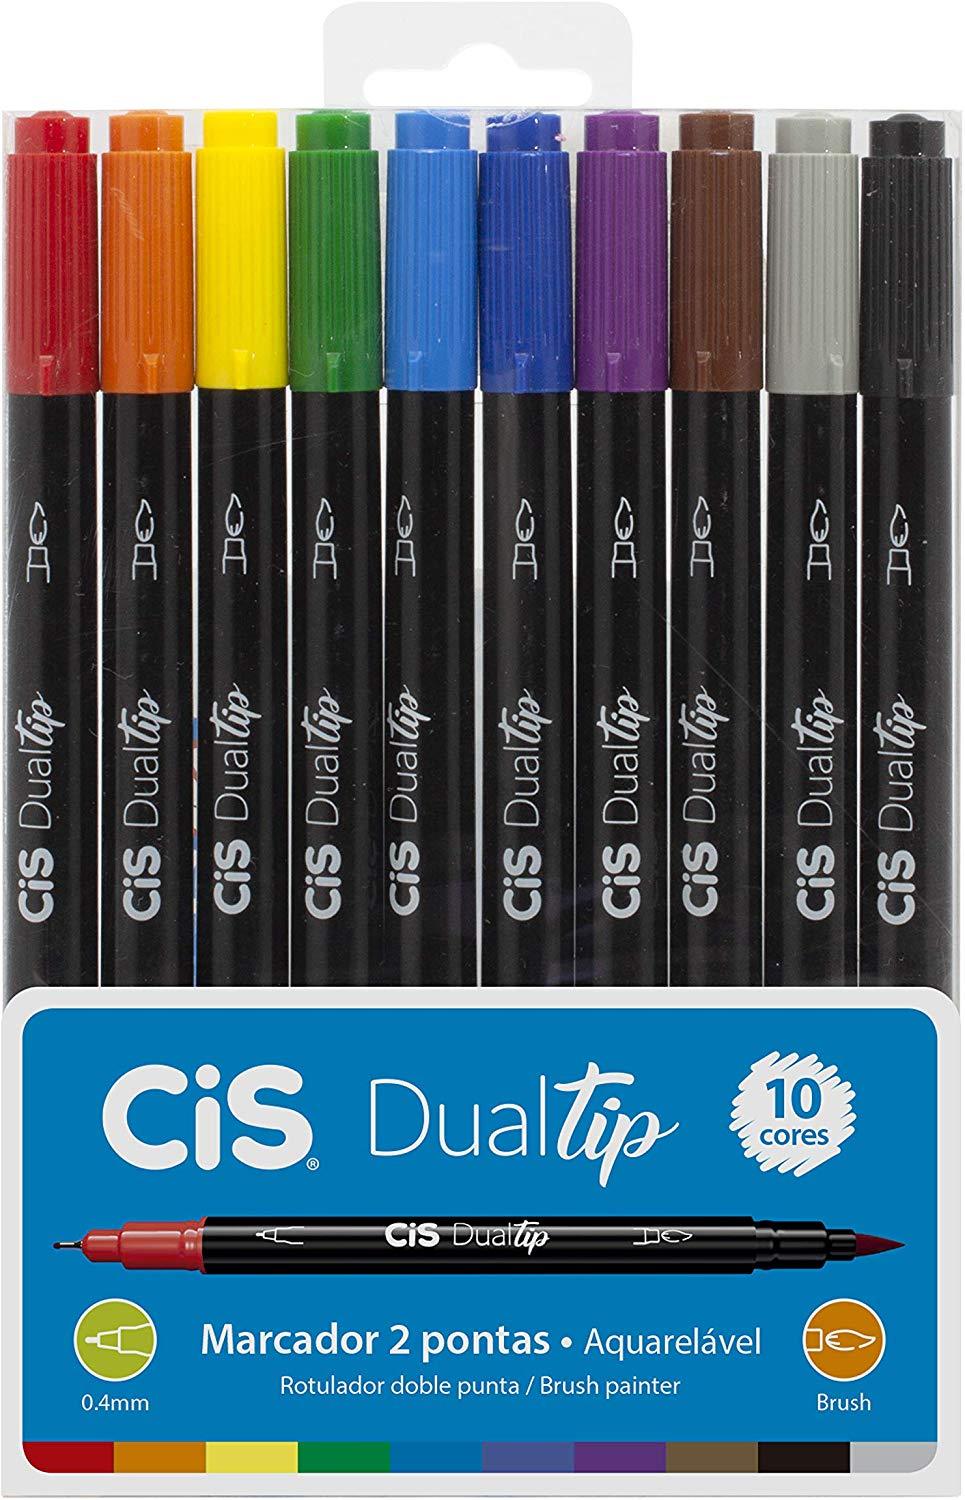 CiS Dualtip
CiS Dualtip
CiS Dualtip
CiS Dualtip
CiS Dualtip
CiS Dualtip
CiS Dualtip
CiS Dualtip
CiS Dualtip
CiS Dualtip
CiS® Dualtip
10
cores
CiS Dualtip
Marcador 2 pontas • Aquarelável
Rotulador doble punta / Brush painter
0.4mm
Brush